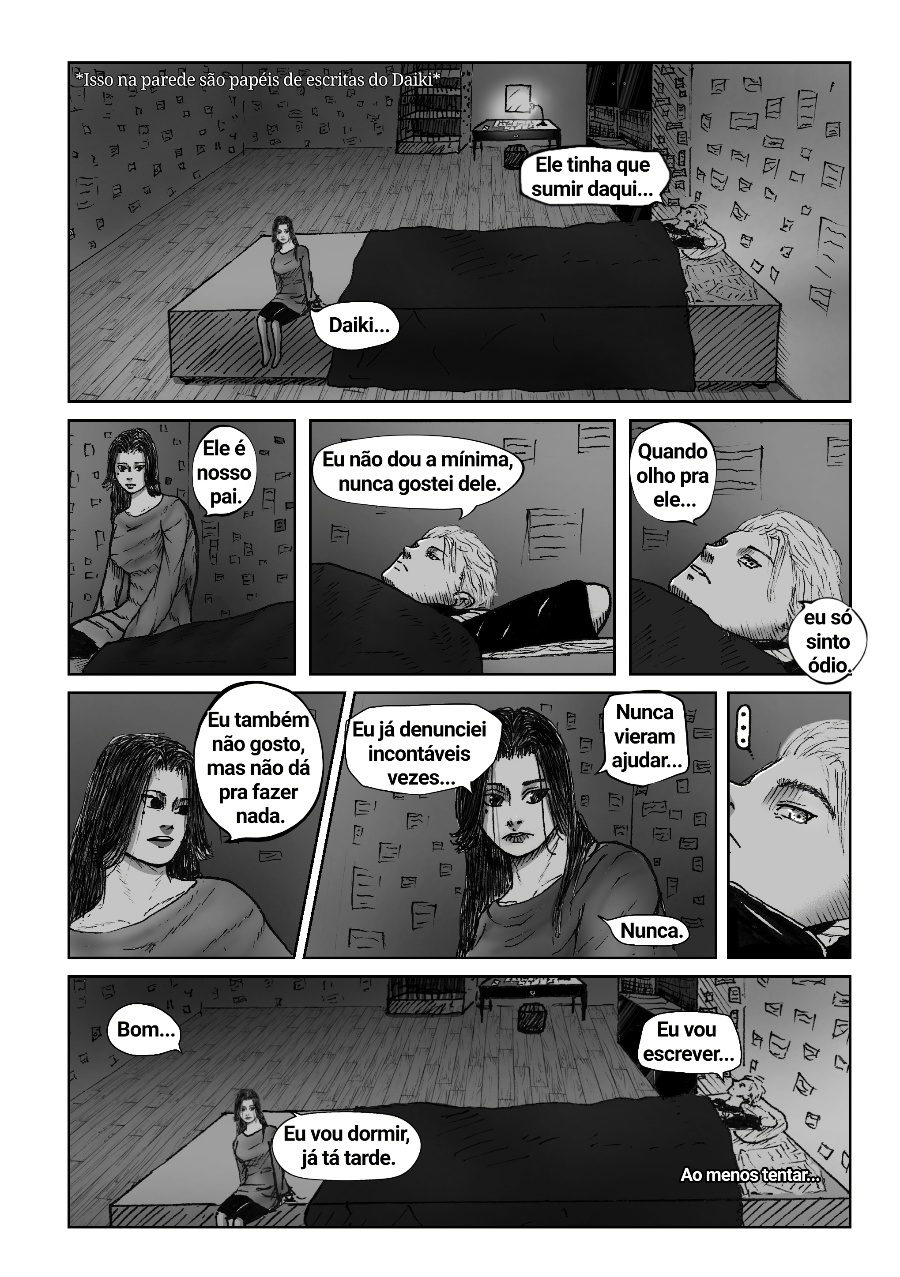 *Isso na parede são papéis de escritas do Daiki*
Ele tinha que
sumir daqui...
Daiki...
Ele é
nosso
pai.
Eu não dou a mínima,
nunca gostei dele.
Quando
olho pra
ele...
eu só
sinto
ódio.
Eu também
não gosto,
mas não dá
pra fazer
nada.
Eu já denunciei
incontáveis
vezes...
Nunca
vieram
ajudar...
Nunca.
...
Bom...
Eu vou
escrever...
Eu vou dormir,
já tá tarde.
Ao menos tentar...